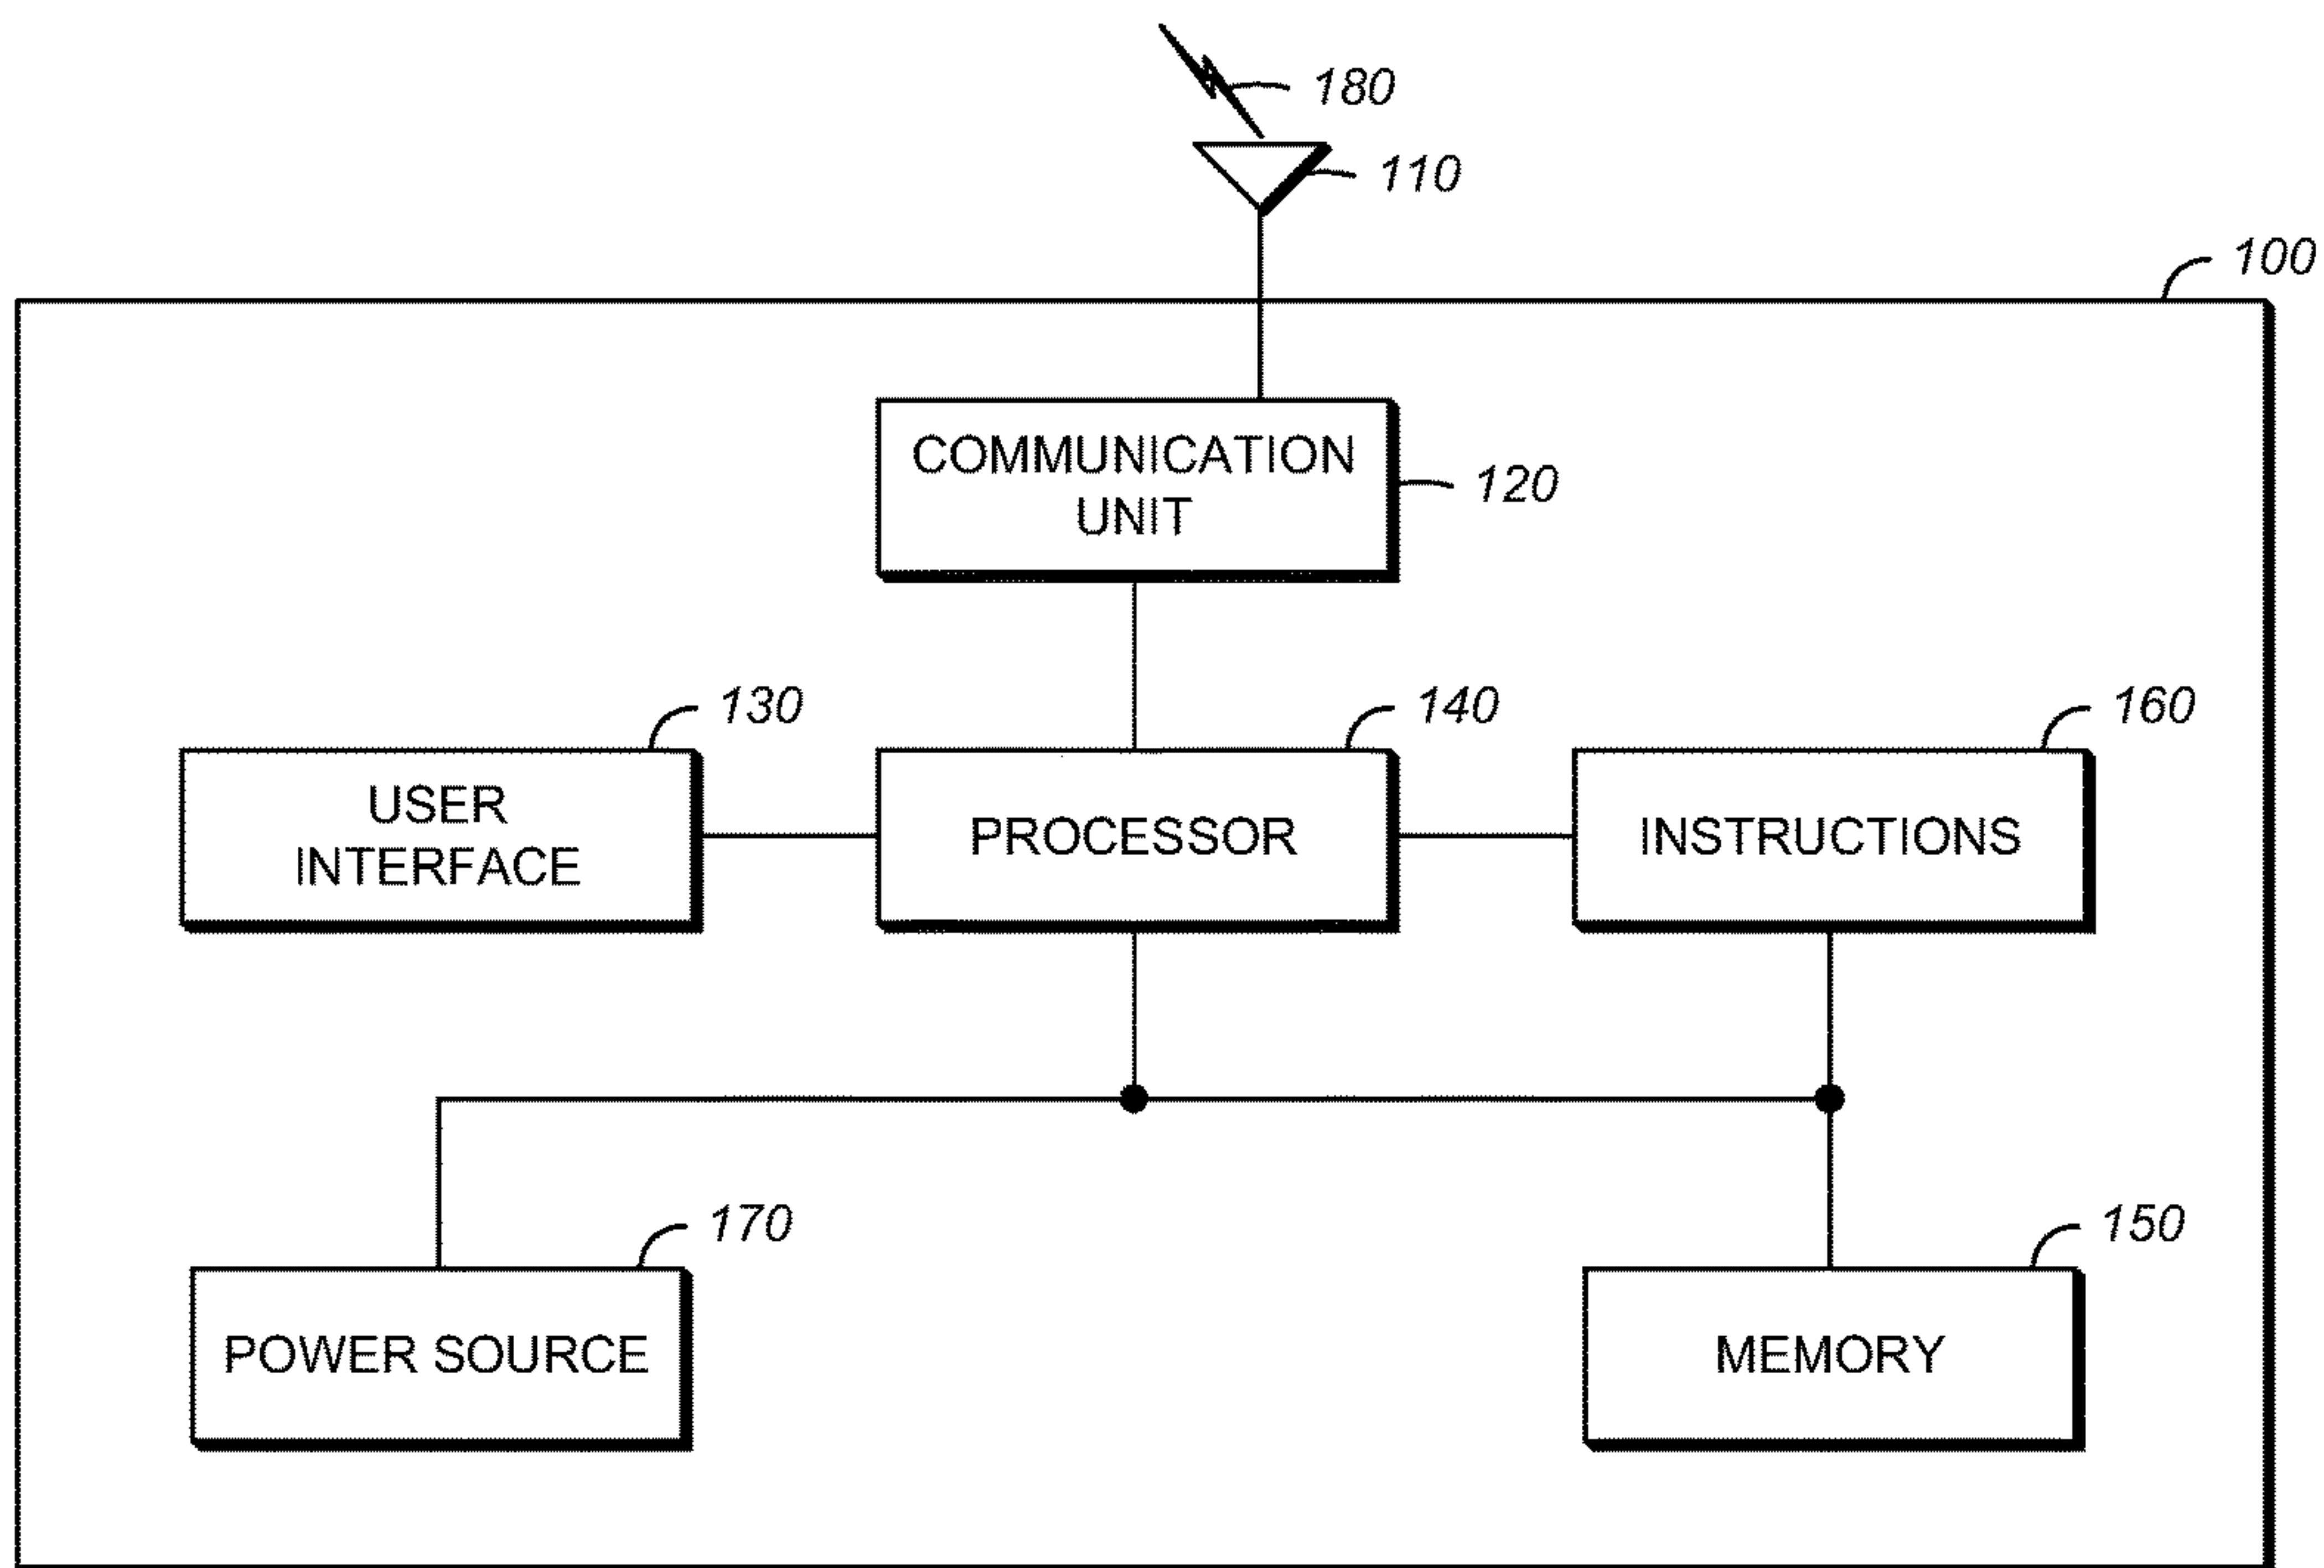 180
110
100
COMMUNICATION
UNIT
120
130
140
160
USER
INTERFACE
PROCESSOR
INSTRUCTIONS
170
150
POWER SOURCE
MEMORY